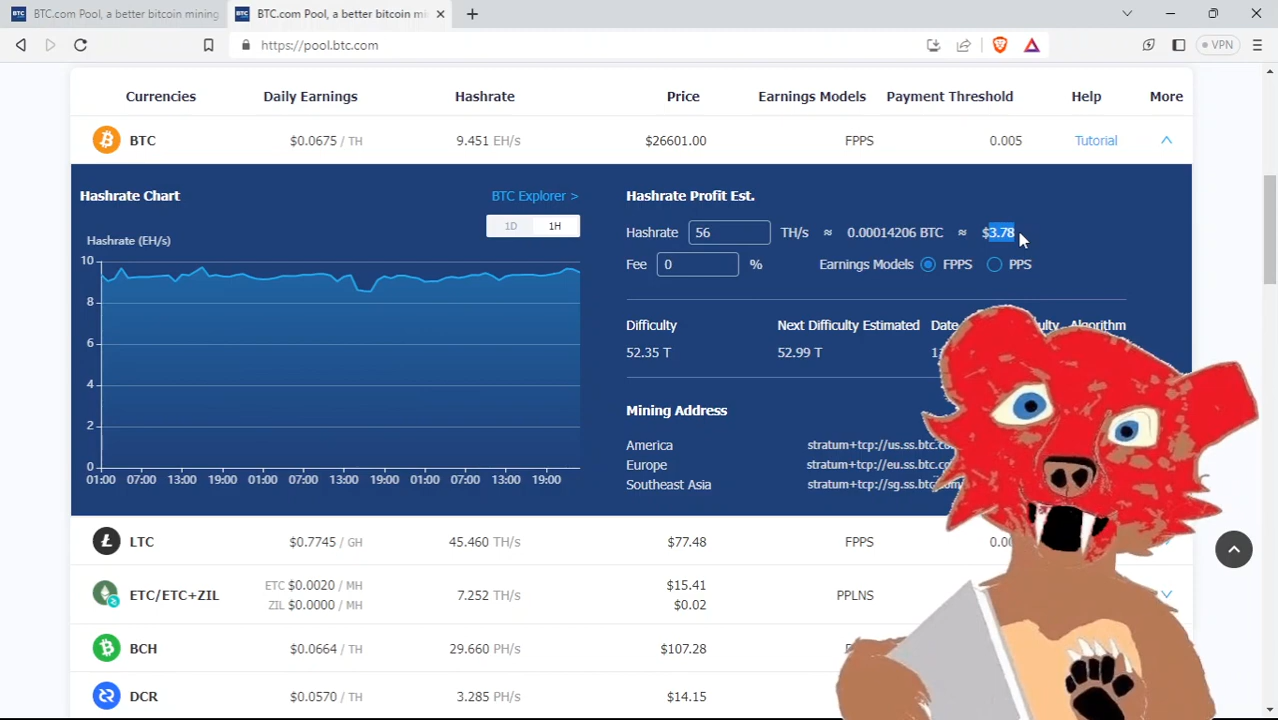 BTC.com Pool, a better bitcoin mining
BTC.com Pool, a better bitcoin mi
https://pool.btc.com
VPN
Currencies Daily Earnings Hashrate Price Earnings Models Payment Threshold Help More
BTC $0.0675 / TH 9.451 EH/s $26601.00 FPPS 0.005 Tutorial
Hashrate Chart BTC Explorer >
1D 1H
Hashrate (EH/s)
10
8
6
4
2
0
01:00 07:00 13:00 19:00 01:00 07:00 13:00 19:00 01:00 07:00 13:00 19:00
Hashrate Profit Est.
Hashrate 56 TH/s ≈ 0.00014206 BTC ≈ $3.78
Fee 0 % Earnings Models FPPS PPS
Difficulty Next Difficulty Estimated Date Algorithm
52.35 T 52.99 T
Mining Address
America stratum+tcp://us.ss.btc.co
Europe stratum+tcp://eu.ss.btc.co
Southeast Asia stratum+tcp://sg.ss.btc.com
LTC $0.7745 / GH 45.460 TH/s $77.48 FPPS 0.00
ETC/ETC+ZIL ETC $0.0020 / MH 7.252 TH/s $15.41 PPLNS
ZIL $0.0000 / MH $0.02
BCH $0.0664 / TH 29.660 PH/s $107.28
DCR $0.0570 / TH 3.285 PH/s $14.15